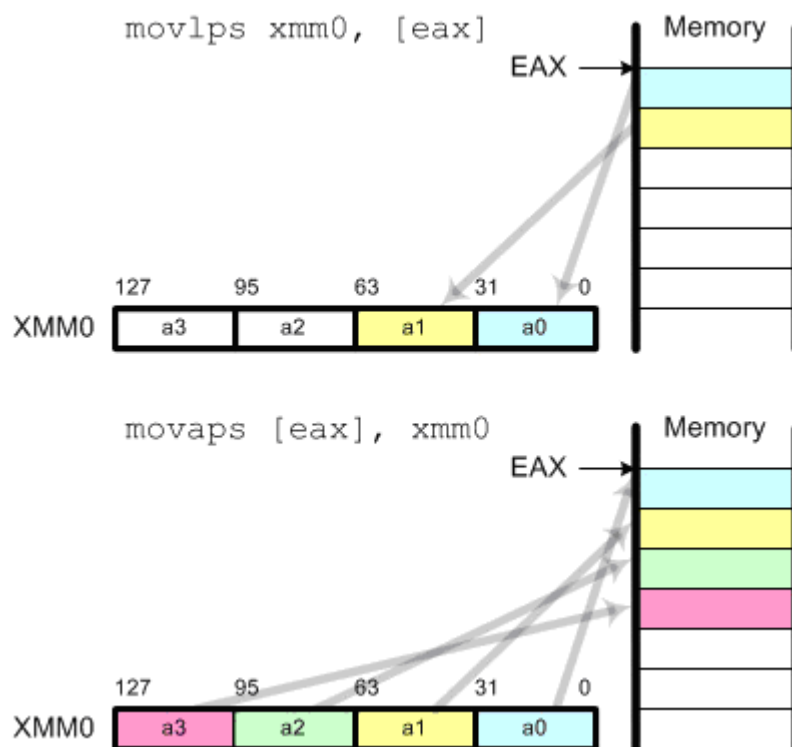 movlps xmm0, [eax]
Memory
EAX
127 95 63 31 0
XMM0 a3 a2 a1 a0
movaps [eax], xmm0
Memory
EAX
127 95 63 31 0
XMM0 a3 a2 a1 a0